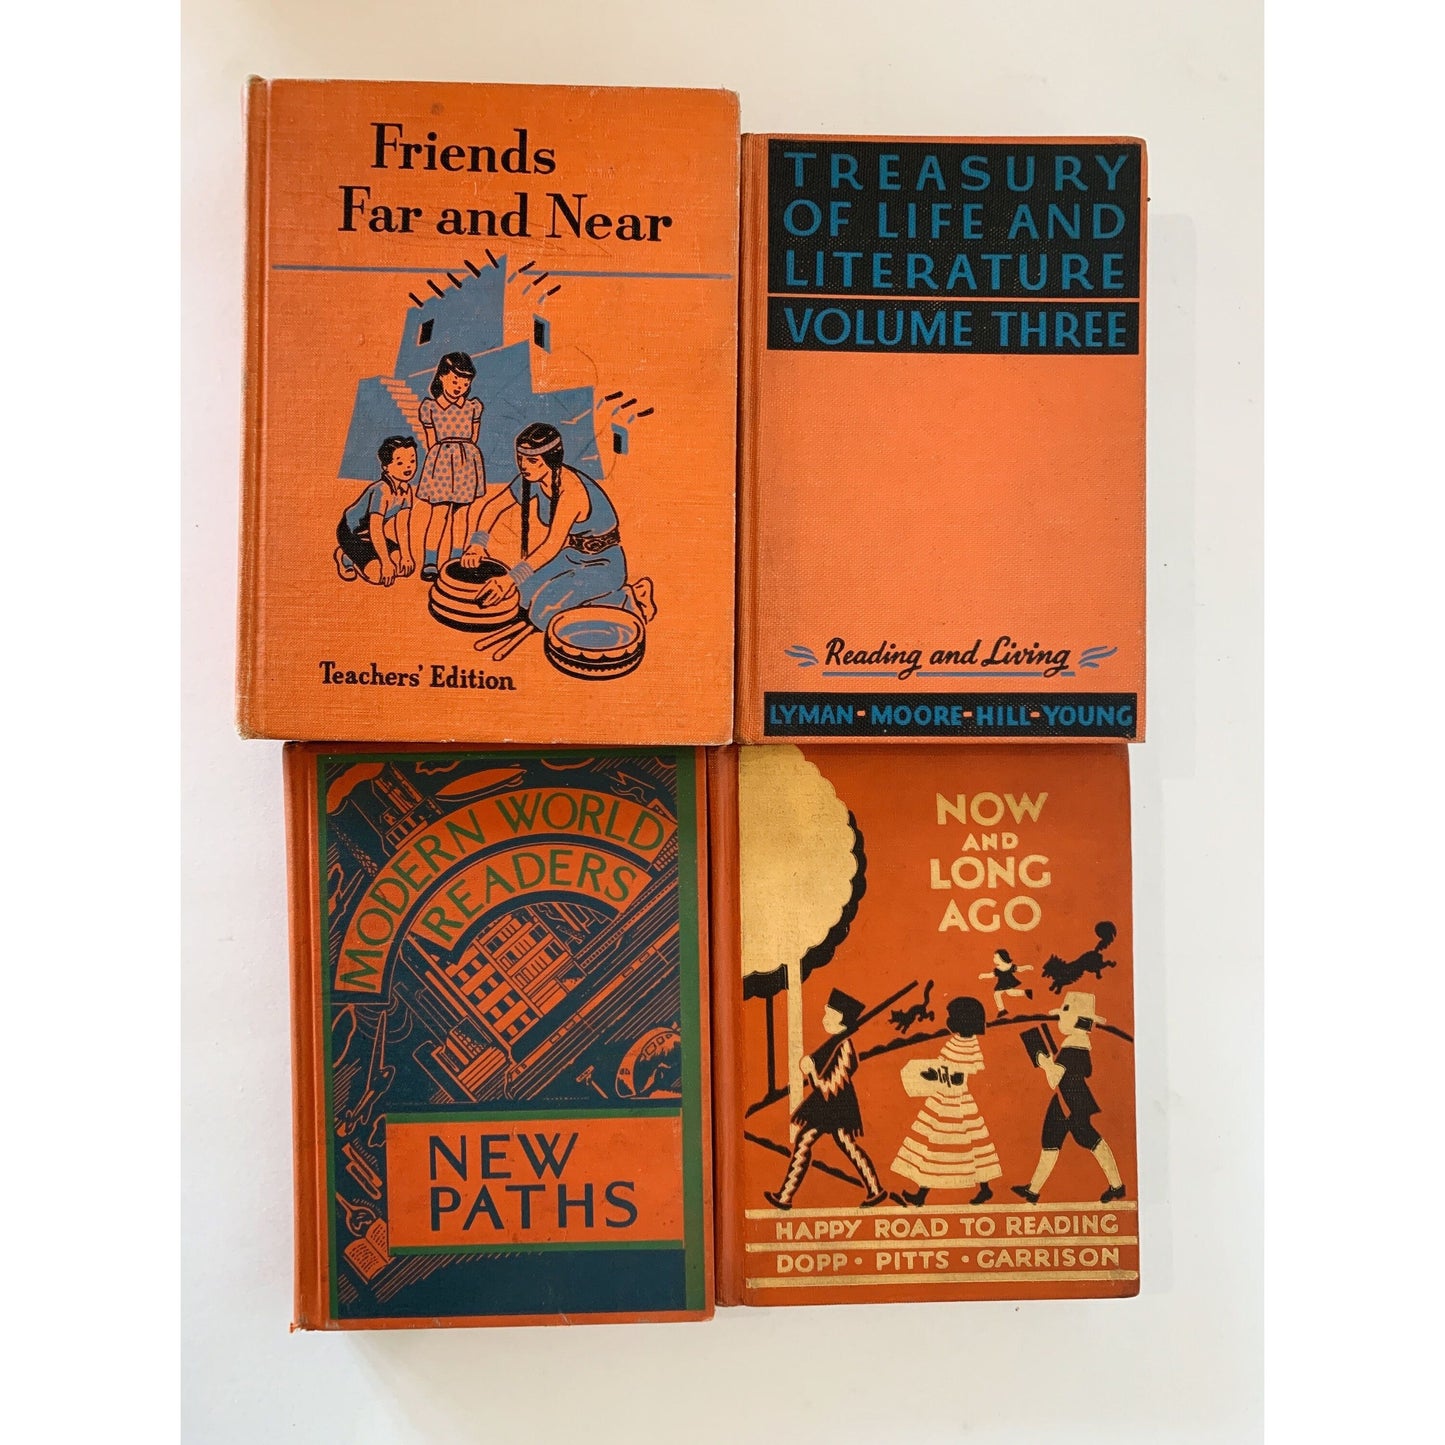 Friends
Far and Near
Teachers' Edition
TREASURY
OF LIFE AND
LITERATURE
VOLUME THREE
Reading and Living
LYMAN-MOORE-HILL-YOUNG
MODERN WORLD
READERS
NEW
PATHS
NOW
AND
LONG
AGO
HAPPY ROAD TO READING
DOPP • PITTS • GARRISON